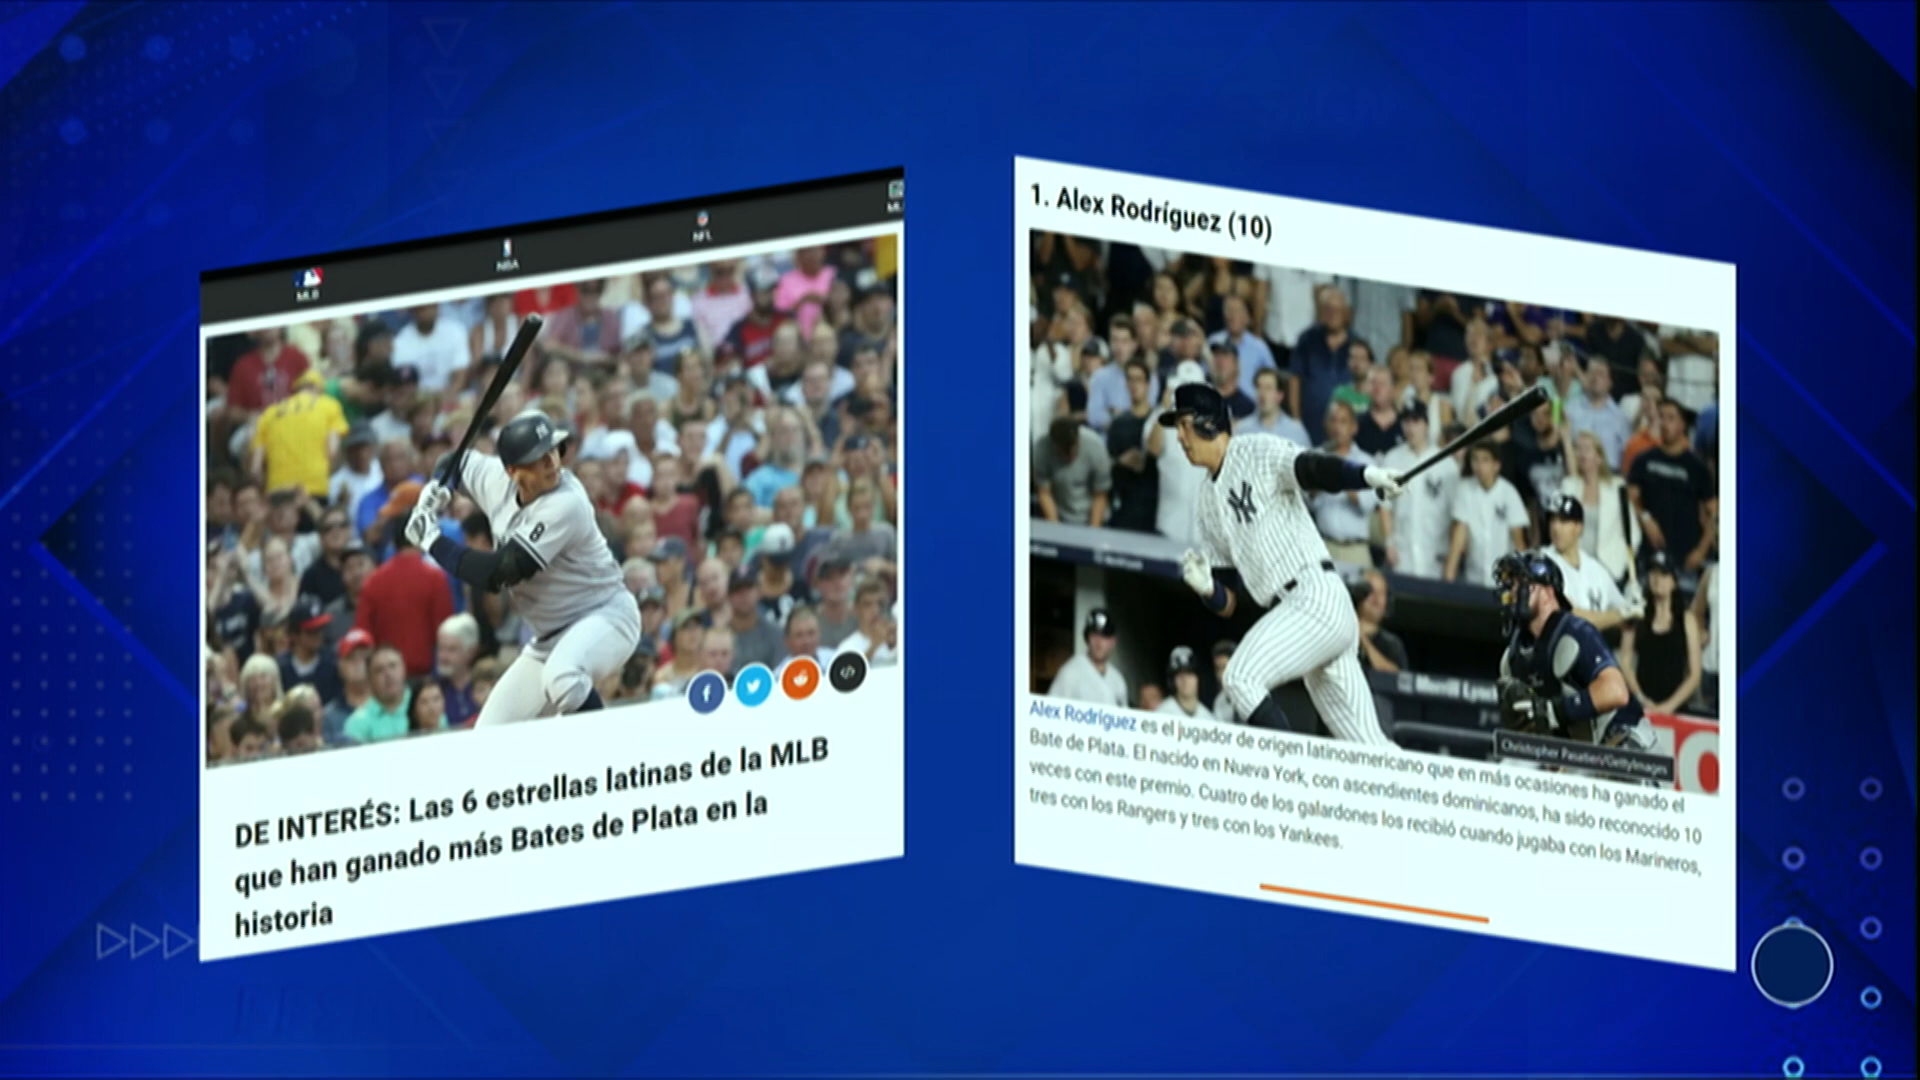 MLB
NBA
NFL
DE INTERÉS: Las 6 estrellas latinas de la MLB
que han ganado más Bates de Plata en la
historia
1. Alex Rodríguez (10)
Christopher Pasatieri/GettyImages
Alex Rodríguez es el jugador de origen latinoamericano que en más ocasiones ha ganado el
Bate de Plata. El nacido en Nueva York, con ascendientes dominicanos, ha sido reconocido 10
veces con este premio. Cuatro de los galardones los recibió cuando jugaba con los Marineros,
tres con los Rangers y tres con los Yankees.